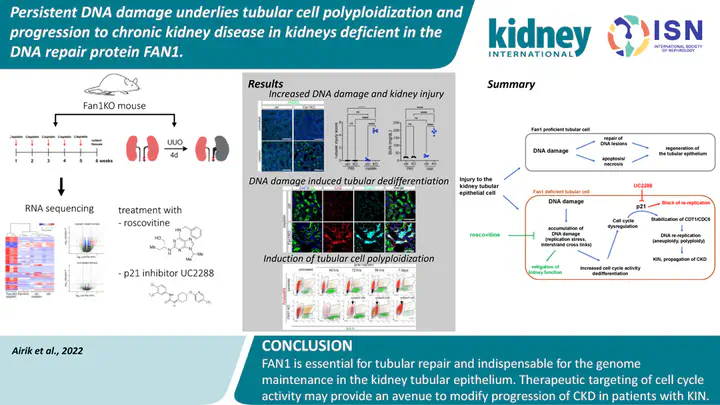 Persistent DNA damage underlies tubular cell polyploidization and
progression to chronic kidney disease in kidneys deficient in the
DNA repair protein FAN1.
kidney
INTERNATIONAL
ISN
INTERNATIONAL SOCIETY
OF NEPHROLOGY
Fan1KO mouse
Cisplatin Cisplatin Cisplatin Cisplatin Cisplatin
1 2 3 4 5 6 weeks
UUO
4d
RNA sequencing
treatment with
- roscovitine
- p21 inhibitor UC2288
Results
Increased DNA damage and kidney injury
DNA damage induced tubular dedifferentiation
Induction of tubular cell polyploidization
untreated 48 hrs 72 hrs 96 hrs 7 days
Summary
Fan1 proficient tubular cell
DNA damage
repair of
DNA lesions
apoptosis/
necrosis
regeneration of
the tubular epithelium
Injury to the
kidney tubular
epithelial cell
Fan1 deficient tubular cell
UC2288
DNA damage
p21
Block of re-replication
Cell cycle
dysregulation
Stabilization of CDT1/CDC6
roscovitine
accumulation of
DNA damage
(replication stress,
interstrand cross links)
DNA re-replication
(aneuploidy, polyploidy)
mitigation of
kidney function
Increased cell cycle activity
dedifferentiation
KIN, propagation of CKD
Airik et al., 2022
CONCLUSION
FAN1 is essential for tubular repair and indispensable for the genome
maintenance in the kidney tubular epithelium. Therapeutic targeting of cell cycle
activity may provide an avenue to modify progression of CKD in patients with KIN.